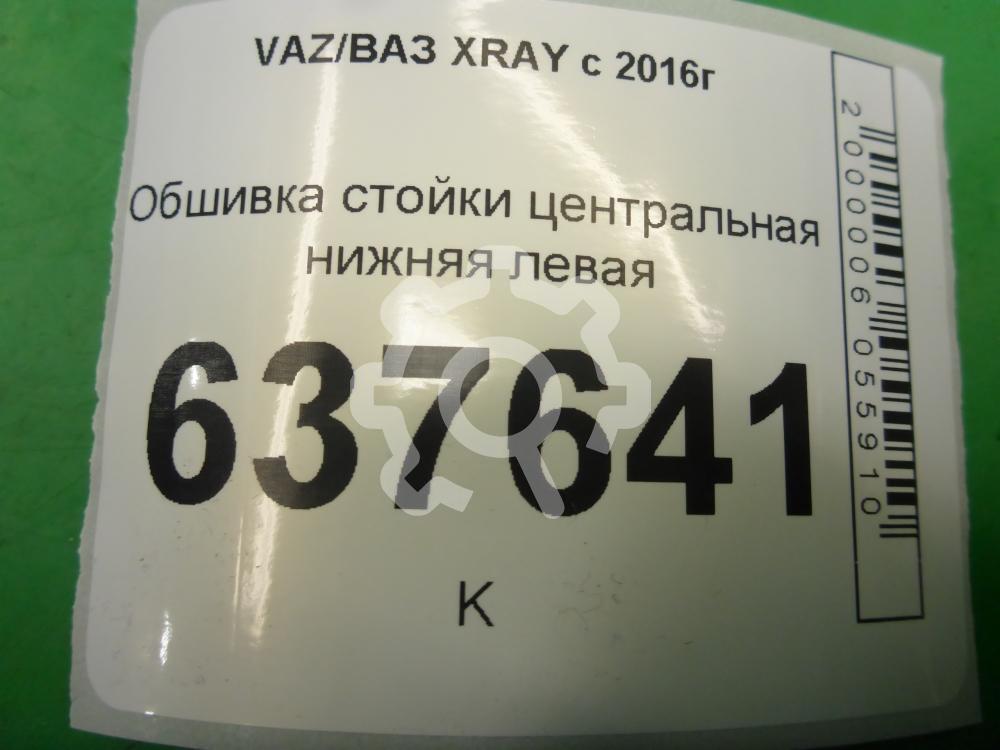 VAZ/ВАЗ XRAY с 2016г
Обшивка стойки центральная
нижняя левая
637641
К
2000006055910